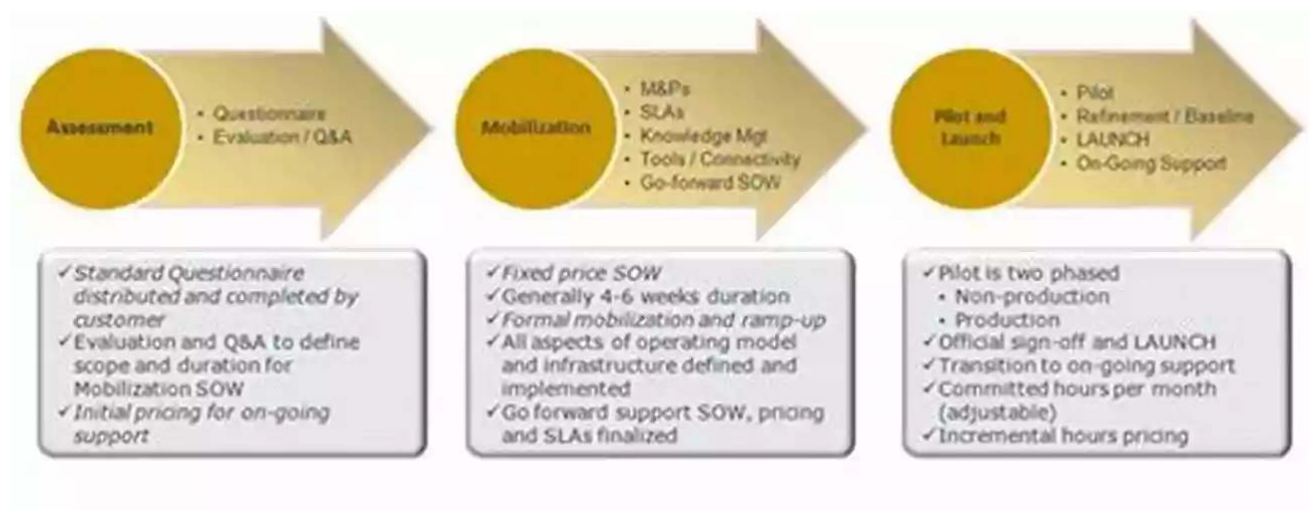 Assessment
• Questionnaire
• Evaluation / Q&A
Mobilization
• M&Ps
• SLAs
• Knowledge Mgt
• Tools / Connectivity
• Go-forward SOW
Pilot and
Launch
• Pilot
• Refinement / Baseline
• LAUNCH
• On-Going Support
✓Standard Questionnaire
distributed and completed by
customer
✓Evaluation and Q&A to define
scope and duration for
Mobilization SOW
✓Initial pricing for on-going
support
✓Fixed price SOW
✓Generally 4-6 weeks duration
✓Formal mobilization and ramp-up
✓All aspects of operating model
and infrastructure defined and
implemented
✓Go forward support SOW, pricing
and SLAs finalized
✓Pilot is two phased
• Non-production
• Production
✓Official sign-off and LAUNCH
✓Transition to on-going support
✓Committed hours per month
(adjustable)
✓Incremental hours pricing